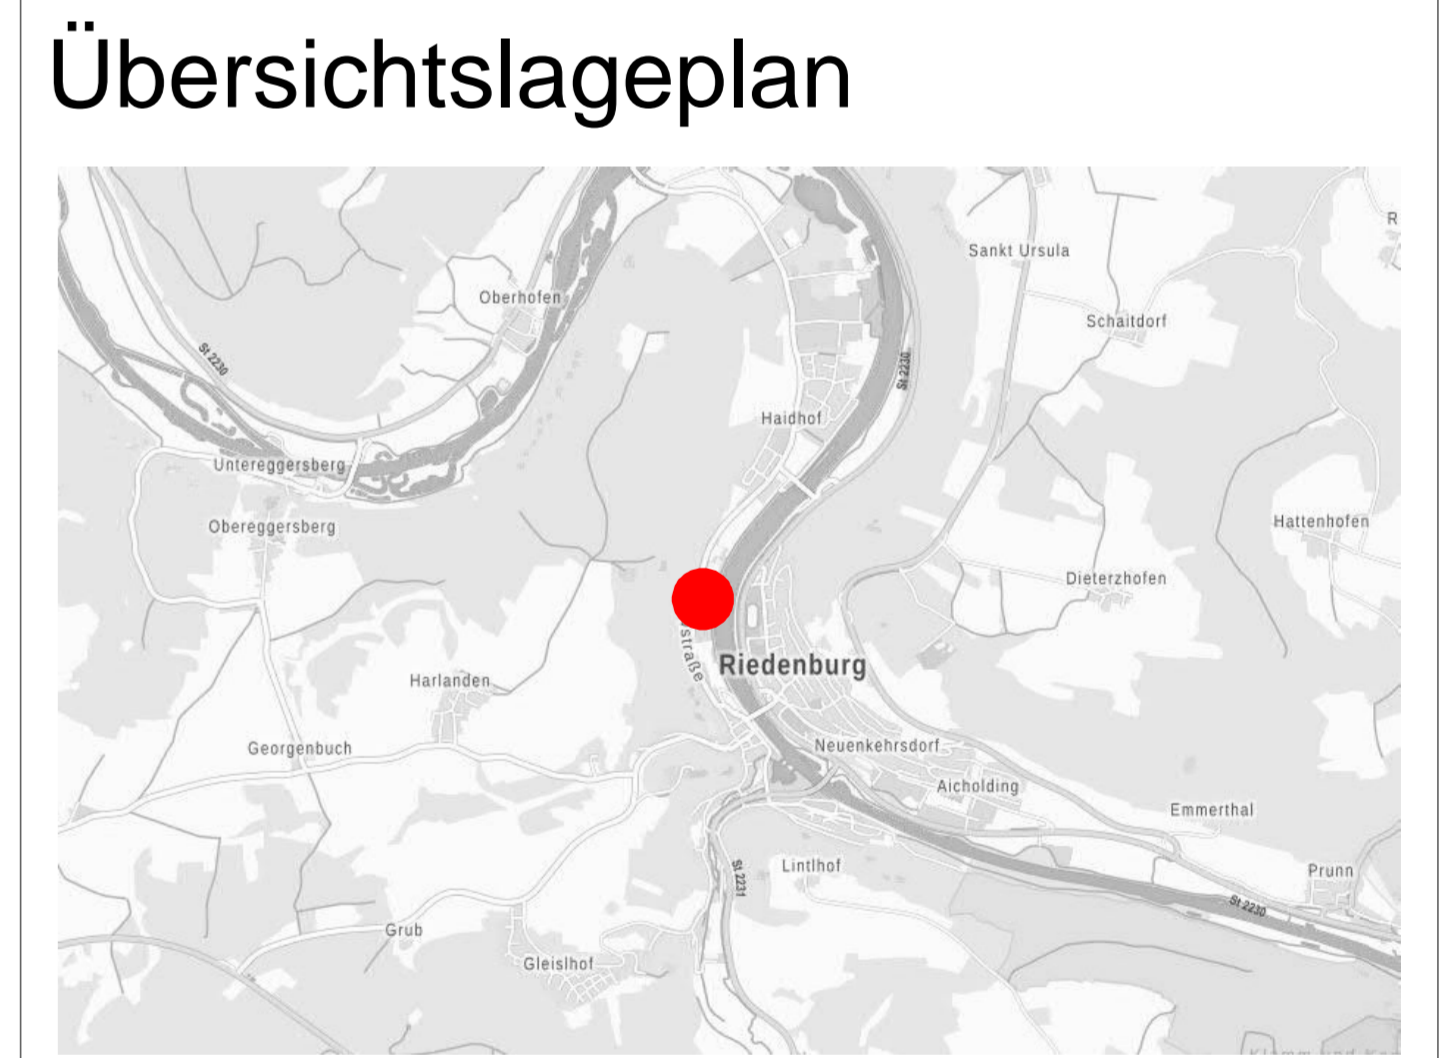 Übersichtslageplan
R
Sankt Ursula
Oberhofen
Schaitdorf
St 2230
St 2230
Haidhof
Untereggersberg
Obereggersberg
Hattenhofen
Dieterzhofen
straße
Riedenburg
Harlanden
Georgenbuch
Neuenkehrsdorf
Aicholding
Emmerthal
Lintlhof
St 2231
Prunn
St 2230
Grub
Gleislhof